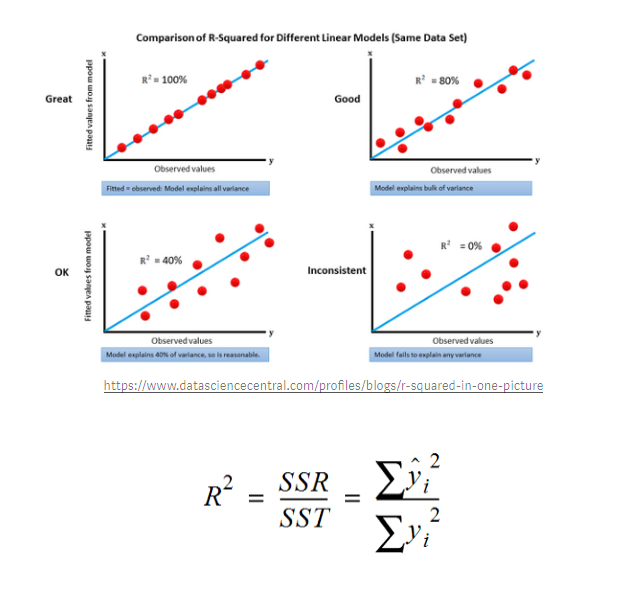 Comparison of R-Squared for Different Linear Models (Same Data Set)
Great
Fitted values from model
x
R² = 100%
y
Observed values
Fitted = observed: Model explains all variance
Good
x
R² = 80%
y
Observed values
Model explains bulk of variance
OK
Fitted values from model
x
R² = 40%
y
Observed values
Model explains 40% of variance, so is reasonable.
Inconsistent
x
R² = 0%
y
Observed values
Model fails to explain any variance
https://www.datasciencecentral.com/profiles/blogs/r-squared-in-one-picture
R² = SSR/SST = ∑ŷᵢ²/∑yᵢ²